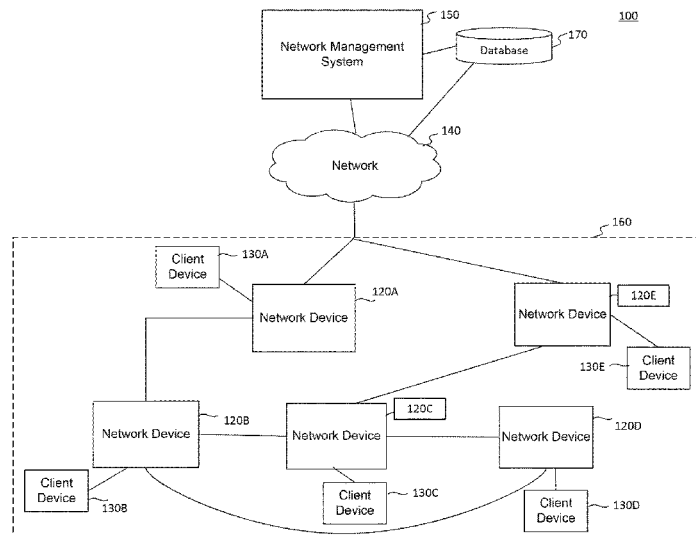 150
100
Network Management
System
170
Database
140
Network
160
130A
Client
Device
120A
Network Device
120E
Network Device
Client
Device
130E
120B
Network Device
120C
Network Device
120D
Network Device
Client
Device
130B
Client
Device
130C
Client
Device
130D